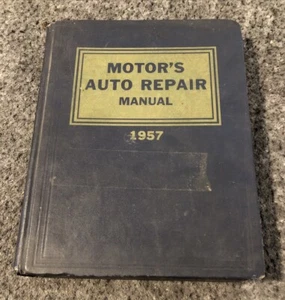 MOTOR'S
AUTO REPAIR
MANUAL
1957